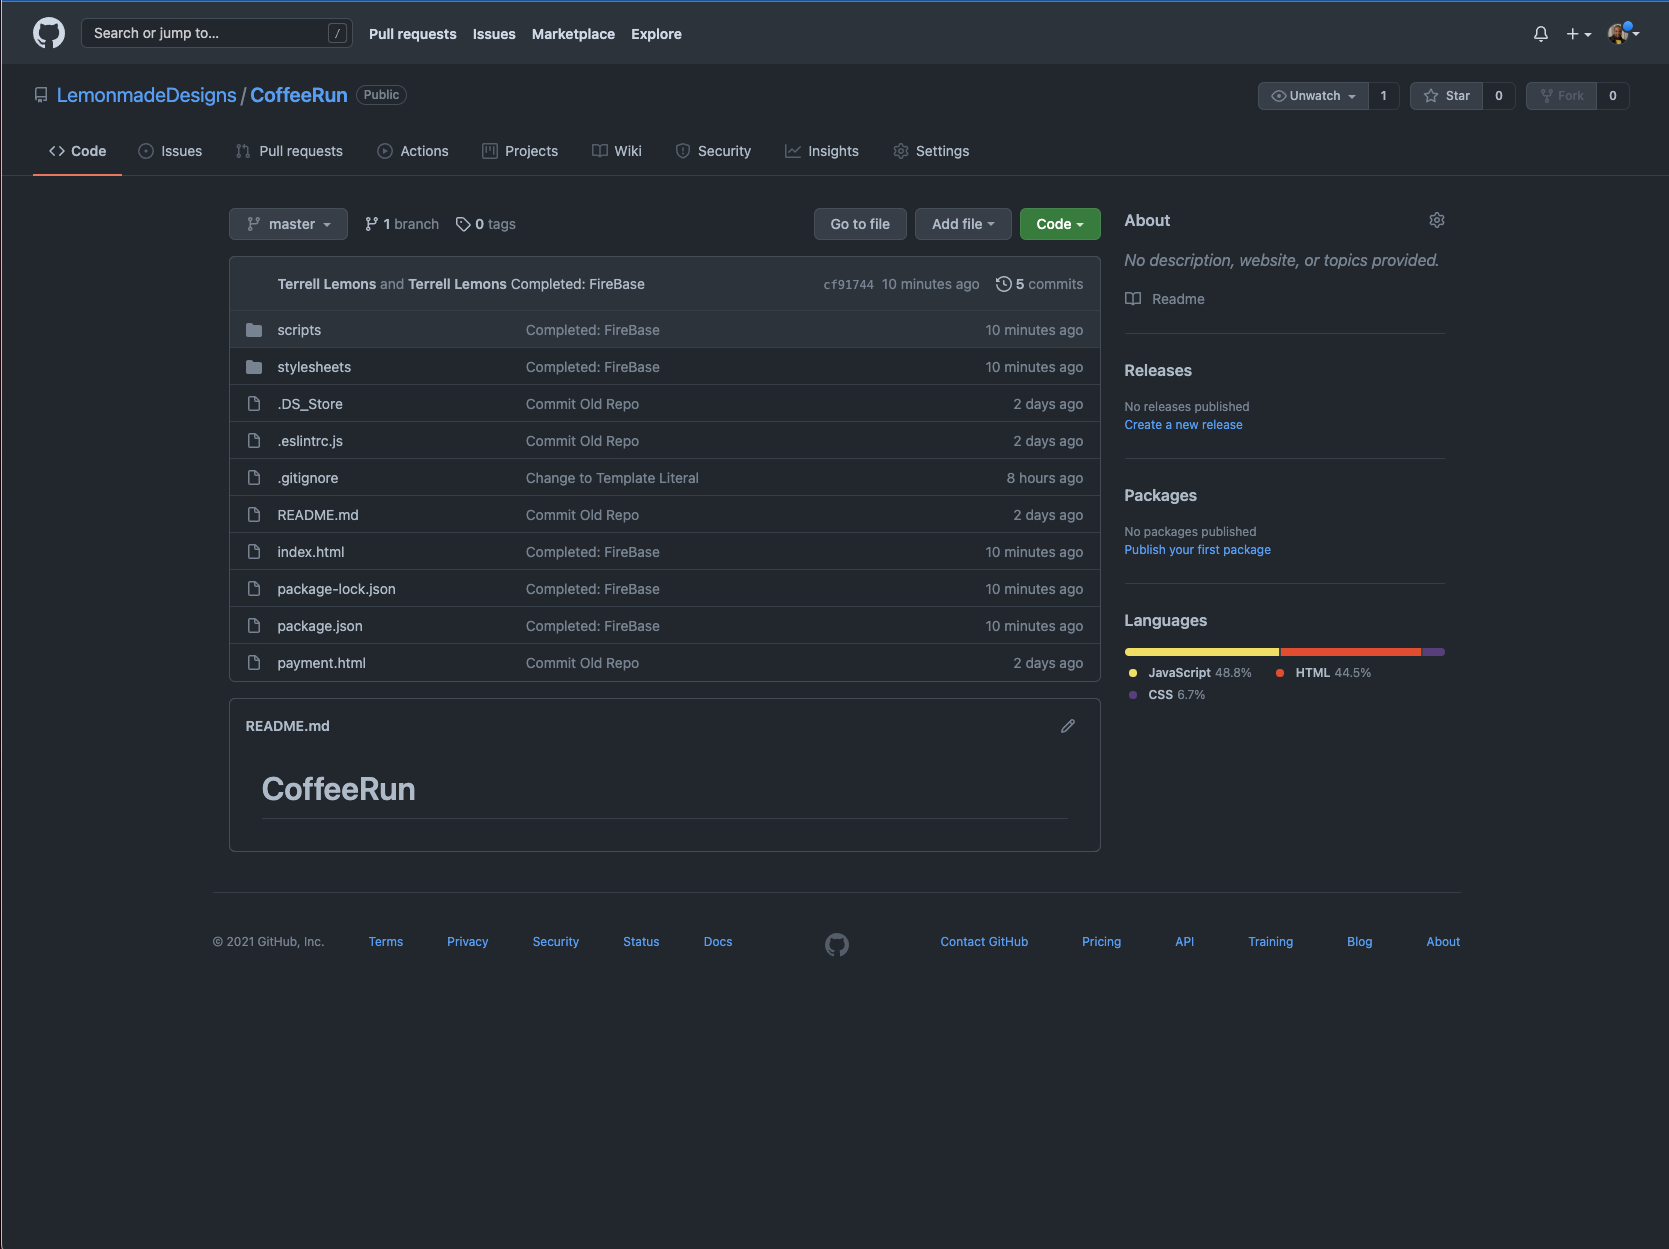 Search or jump to... /
Pull requests Issues Marketplace Explore
LemonmadeDesigns / CoffeeRun Public
Unwatch 1 Star 0 Fork 0
Code Issues Pull requests Actions Projects Wiki Security Insights Settings
master 1 branch 0 tags Go to file Add file Code
Terrell Lemons and Terrell Lemons Completed: FireBase cf91744 10 minutes ago 5 commits
scripts Completed: FireBase 10 minutes ago
stylesheets Completed: FireBase 10 minutes ago
.DS_Store Commit Old Repo 2 days ago
.eslintrc.js Commit Old Repo 2 days ago
.gitignore Change to Template Literal 8 hours ago
README.md Commit Old Repo 2 days ago
index.html Completed: FireBase 10 minutes ago
package-lock.json Completed: FireBase 10 minutes ago
package.json Completed: FireBase 10 minutes ago
payment.html Commit Old Repo 2 days ago
README.md
CoffeeRun
About
No description, website, or topics provided.
Readme
Releases
No releases published
Create a new release
Packages
No packages published
Publish your first package
Languages
JavaScript 48.8% HTML 44.5%
CSS 6.7%
© 2021 GitHub, Inc. Terms Privacy Security Status Docs Contact GitHub Pricing API Training Blog About